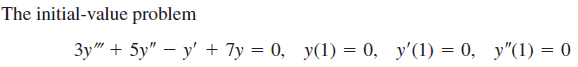 The initial-value problem
3y''' + 5y'' − y' + 7y = 0, y(1) = 0, y'(1) = 0, y''(1) = 0